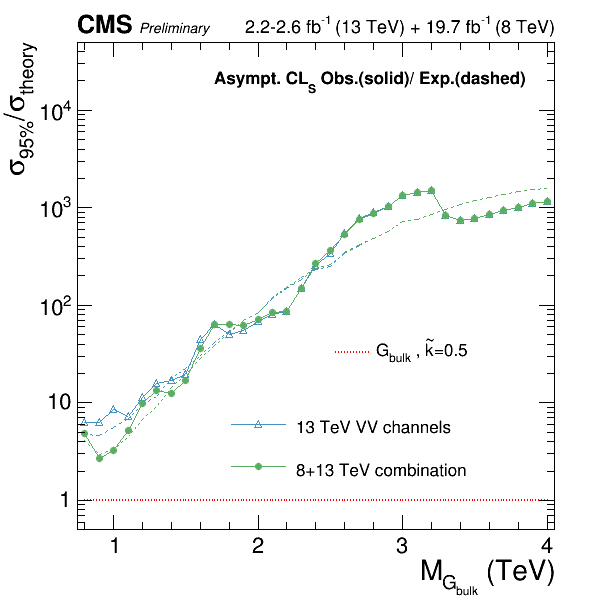 CMS Preliminary 2.2-2.6 fb⁻¹ (13 TeV) + 19.7 fb⁻¹ (8 TeV)
σ₉₅%/σtheory
Asympt. CLS Obs.(solid)/ Exp.(dashed)
10⁴
10³
10²
Gbulk , k̃=0.5
10
13 TeV VV channels
8+13 TeV combination
1
1 2 3 4
MGbulk (TeV)